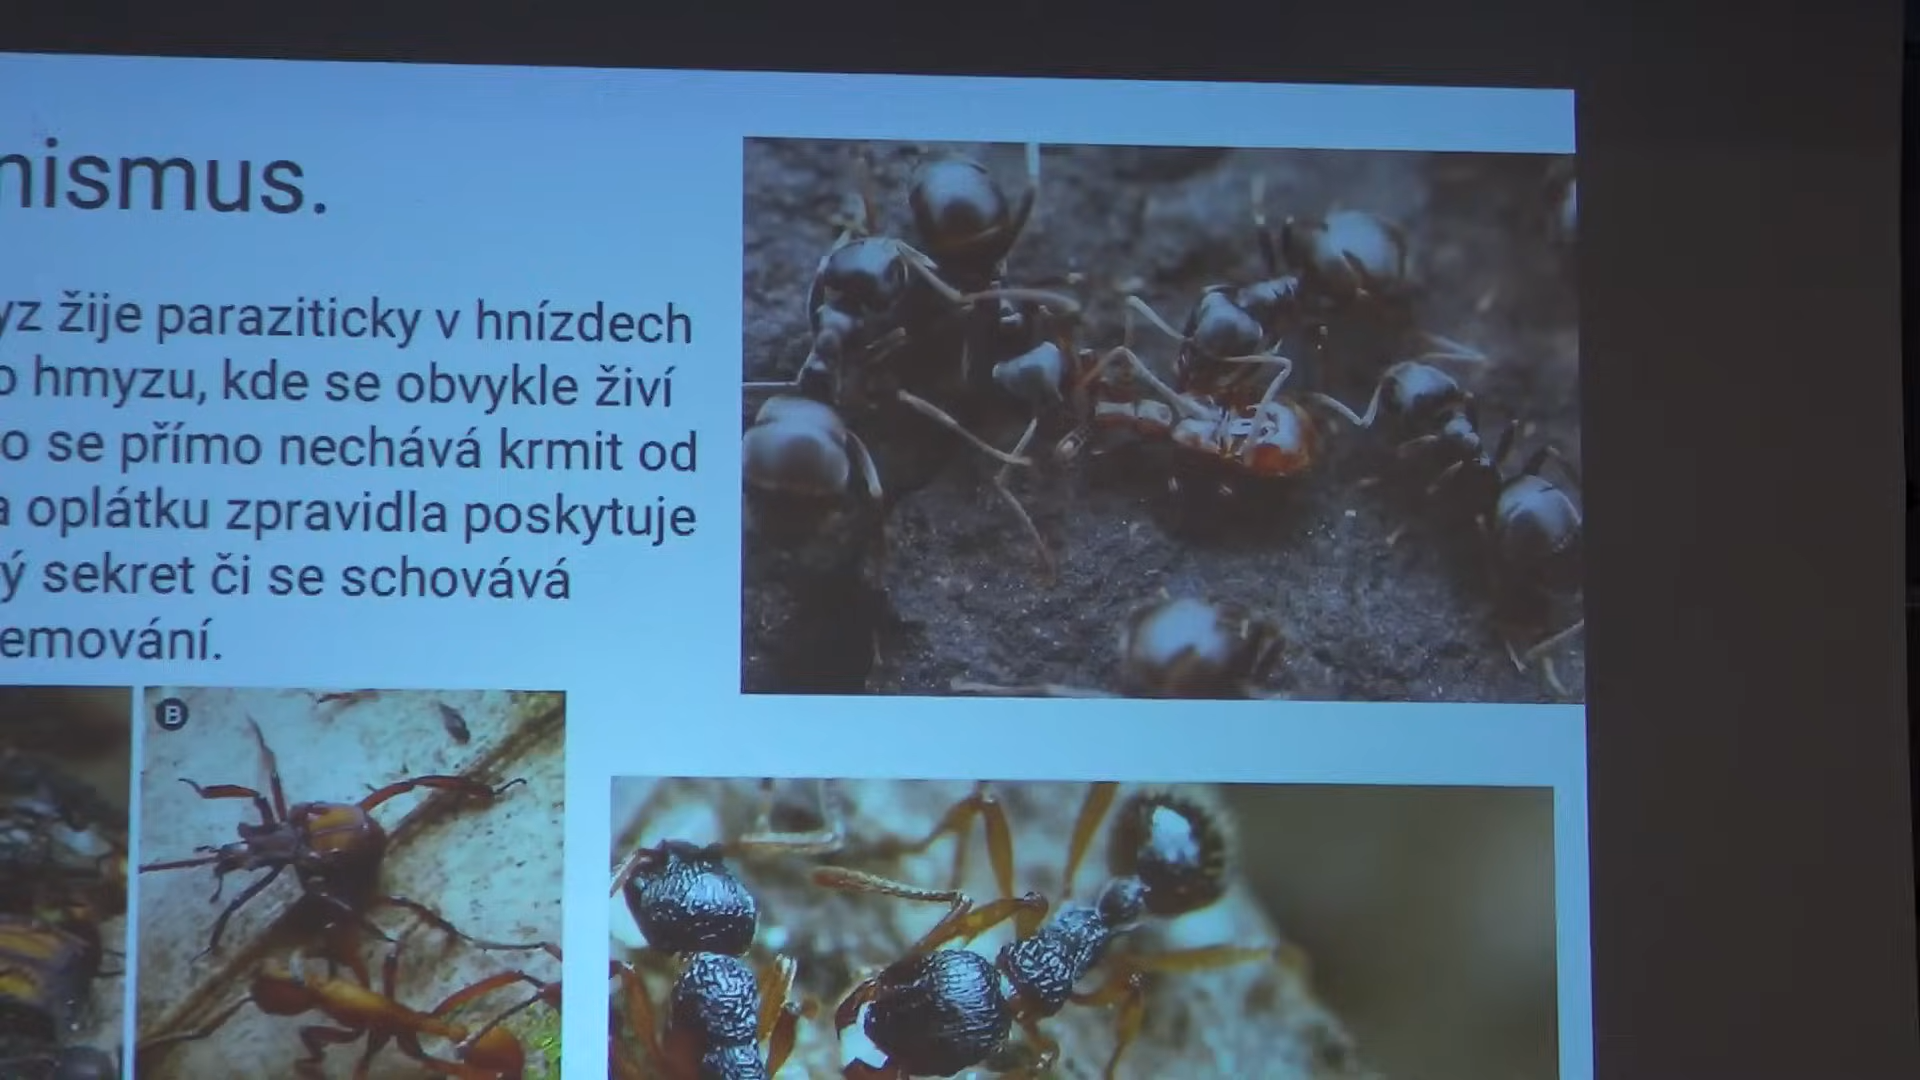 nismus.
yz žije paraziticky v hnízdech
o hmyzu, kde se obvykle živí
o se přímo nechává krmit od
a oplátku zpravidla poskytuje
ý sekret či se schovává
emování.
B